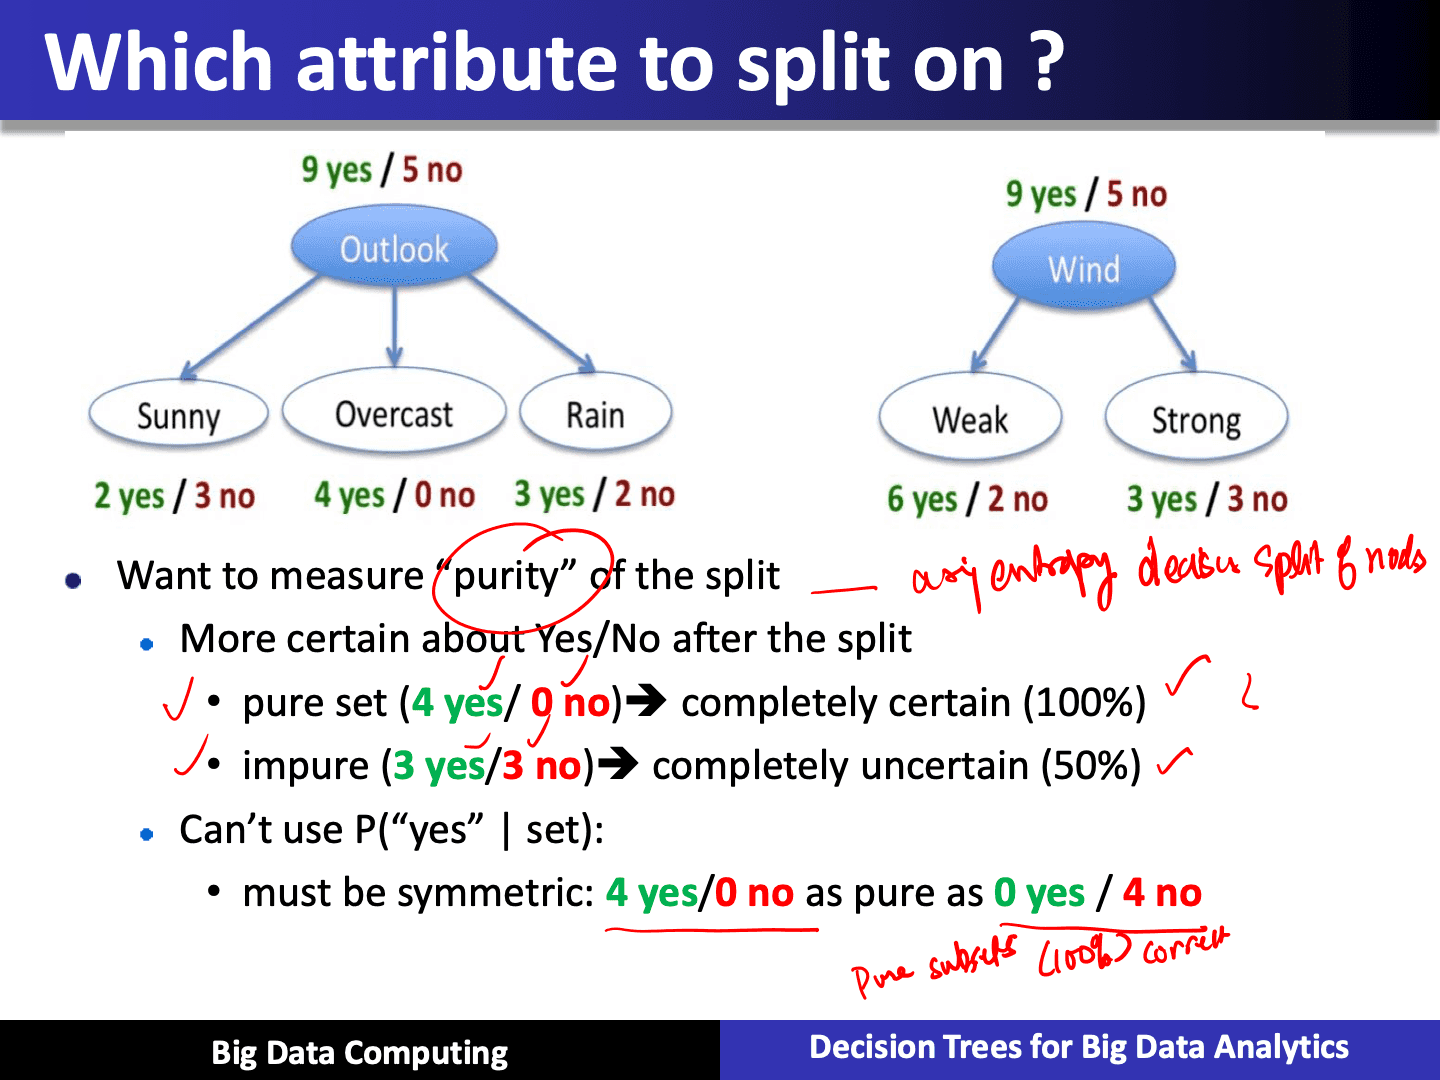 Which attribute to split on ?
9 yes / 5 no
Outlook
Sunny
Overcast
Rain
2 yes / 3 no
4 yes / 0 no
3 yes / 2 no
9 yes / 5 no
Wind
Weak
Strong
6 yes / 2 no
3 yes / 3 no
Want to measure “purity” of the split
entropy split of nods
More certain about Yes/No after the split
pure set (4 yes/ 0 no)🡺 completely certain (100%)
impure (3 yes/3 no)🡺 completely uncertain (50%)
Can’t use P(“yes” | set):
must be symmetric: 4 yes/0 no as pure as 0 yes / 4 no
Pure subsets (100%) correct
Big Data Computing
Decision Trees for Big Data Analytics